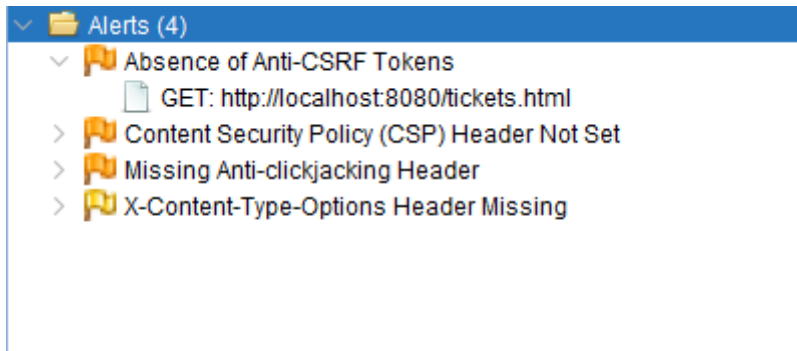 Alerts (4)
Absence of Anti-CSRF Tokens
GET: http://localhost:8080/tickets.html
Content Security Policy (CSP) Header Not Set
Missing Anti-clickjacking Header
X-Content-Type-Options Header Missing